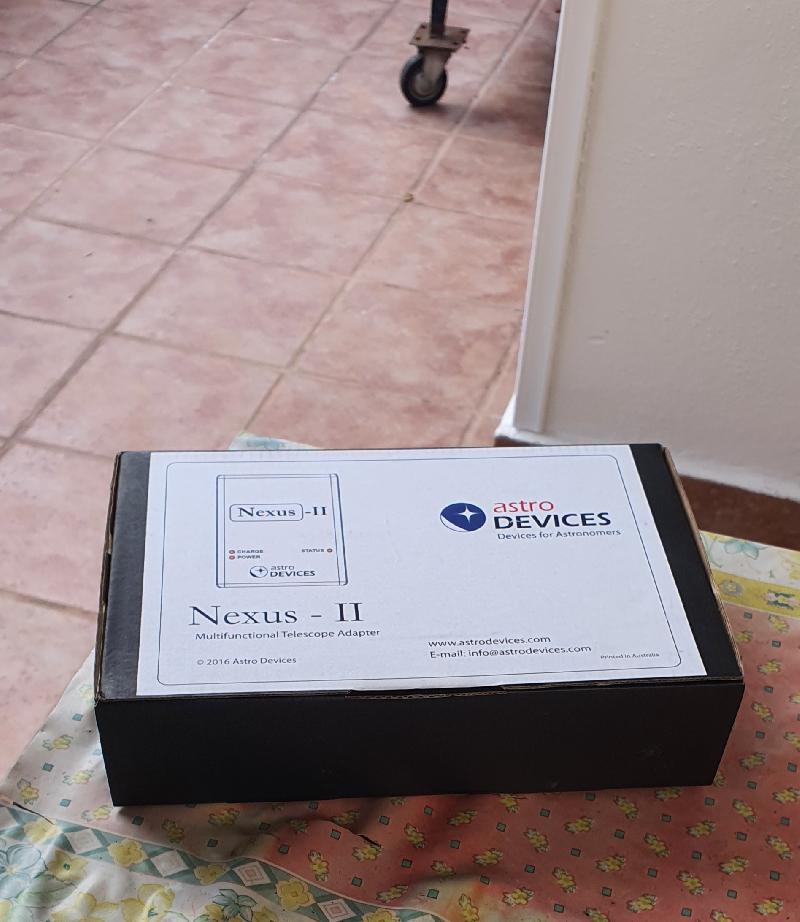 Nexus-II
CHARGE
POWER
STATUS
astro
DEVICES
Nexus - II
Multifunctional Telescope Adapter
© 2016 Astro Devices
astro
DEVICES
Devices for Astronomers
www.astrodevices.com
E-mail: info@astrodevices.com
Printed in Australia